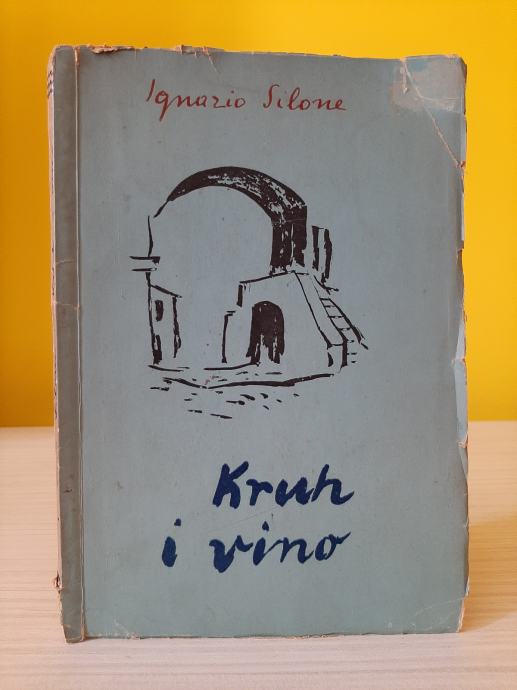 Ignazio Silone
Kruh
i vino